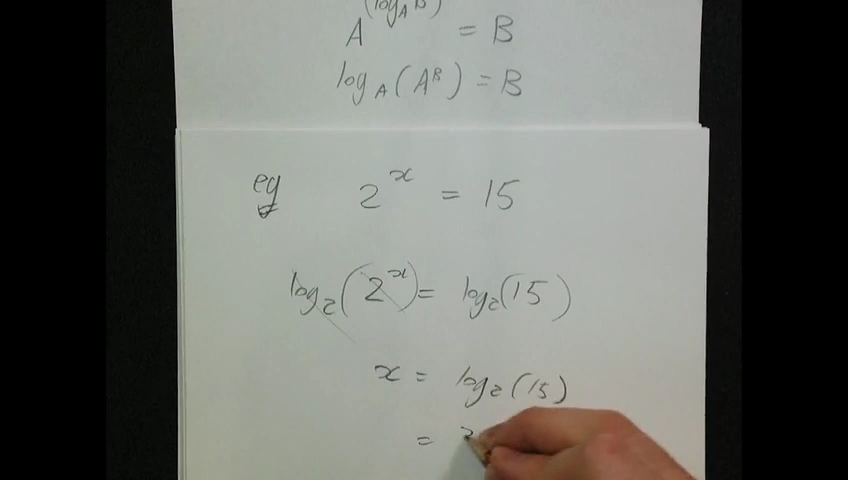 A^(log_A B) = B
log_A (A^B) = B
eg 2^x = 15
log_2 (2^x) = log_2 (15)
x = log_2 (15)
=